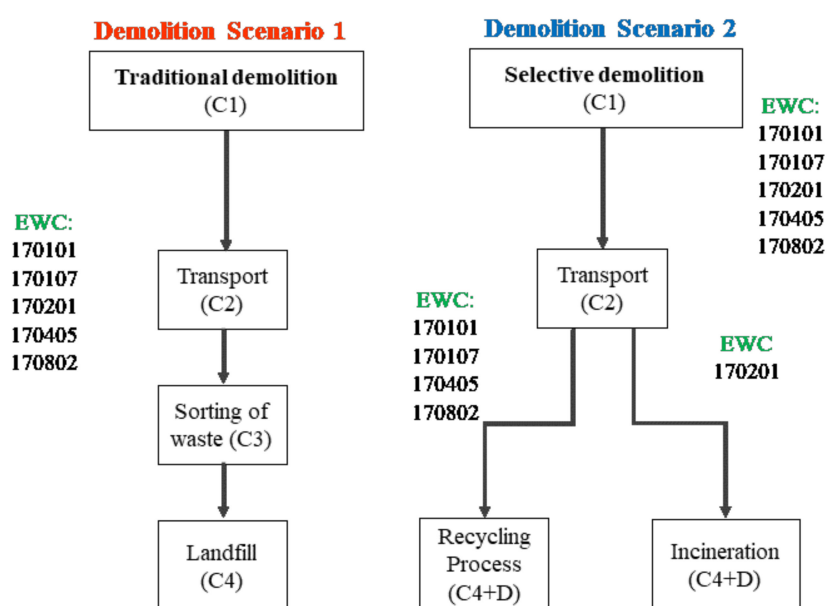 Demolition Scenario 1
Traditional demolition
(C1)
EWC:
170101
170107
170201
170405
170802
Transport
(C2)
Sorting of
waste (C3)
Landfill
(C4)
Demolition Scenario 2
Selective demolition
(C1)
EWC:
170101
170107
170201
170405
170802
Transport
(C2)
EWC:
170101
170107
170405
170802
EWC
170201
Recycling
Process
(C4+D)
Incineration
(C4+D)